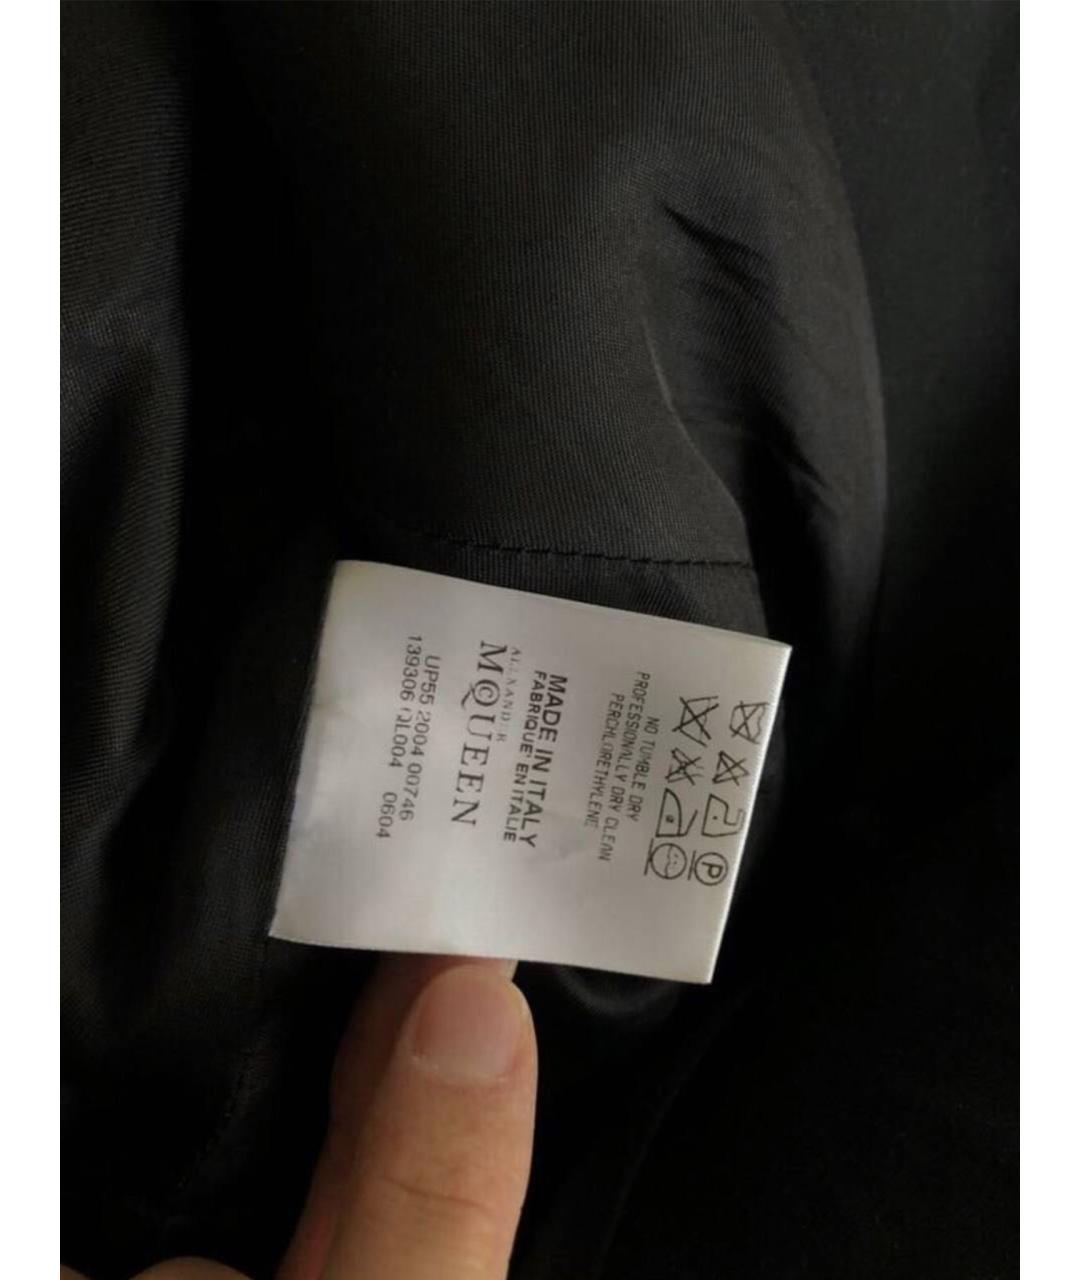 PROFESSIONALLY DRY CLEAN
PERCHLORETHYLENE
NO TUMBLE DRY
MADE IN ITALY
FABRIQUE' EN ITALIE
ALEXANDER
McQUEEN
UP55 2004 00746
139306 QL004 0604
P